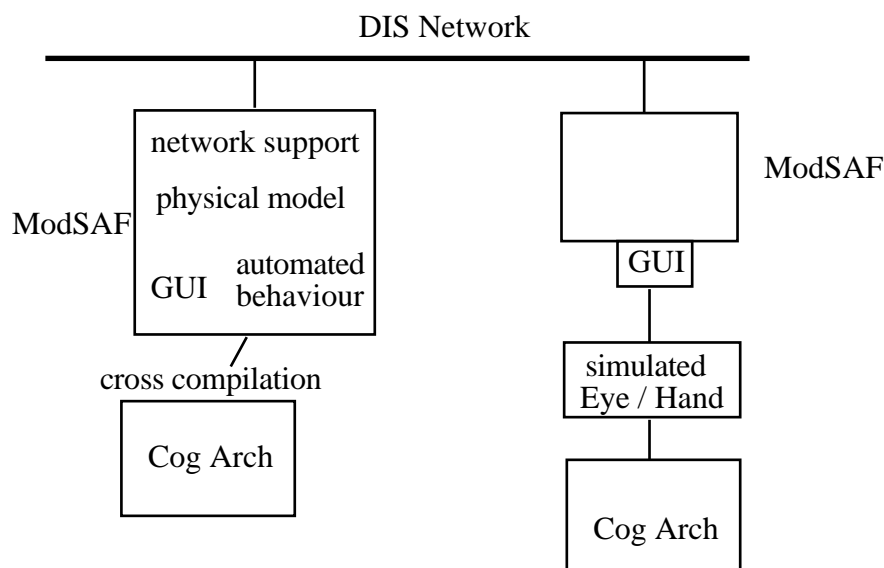 DIS Network
network support
physical model
ModSAF
GUI
automated
behaviour
cross compilation
Cog Arch
ModSAF
GUI
simulated
Eye / Hand
Cog Arch